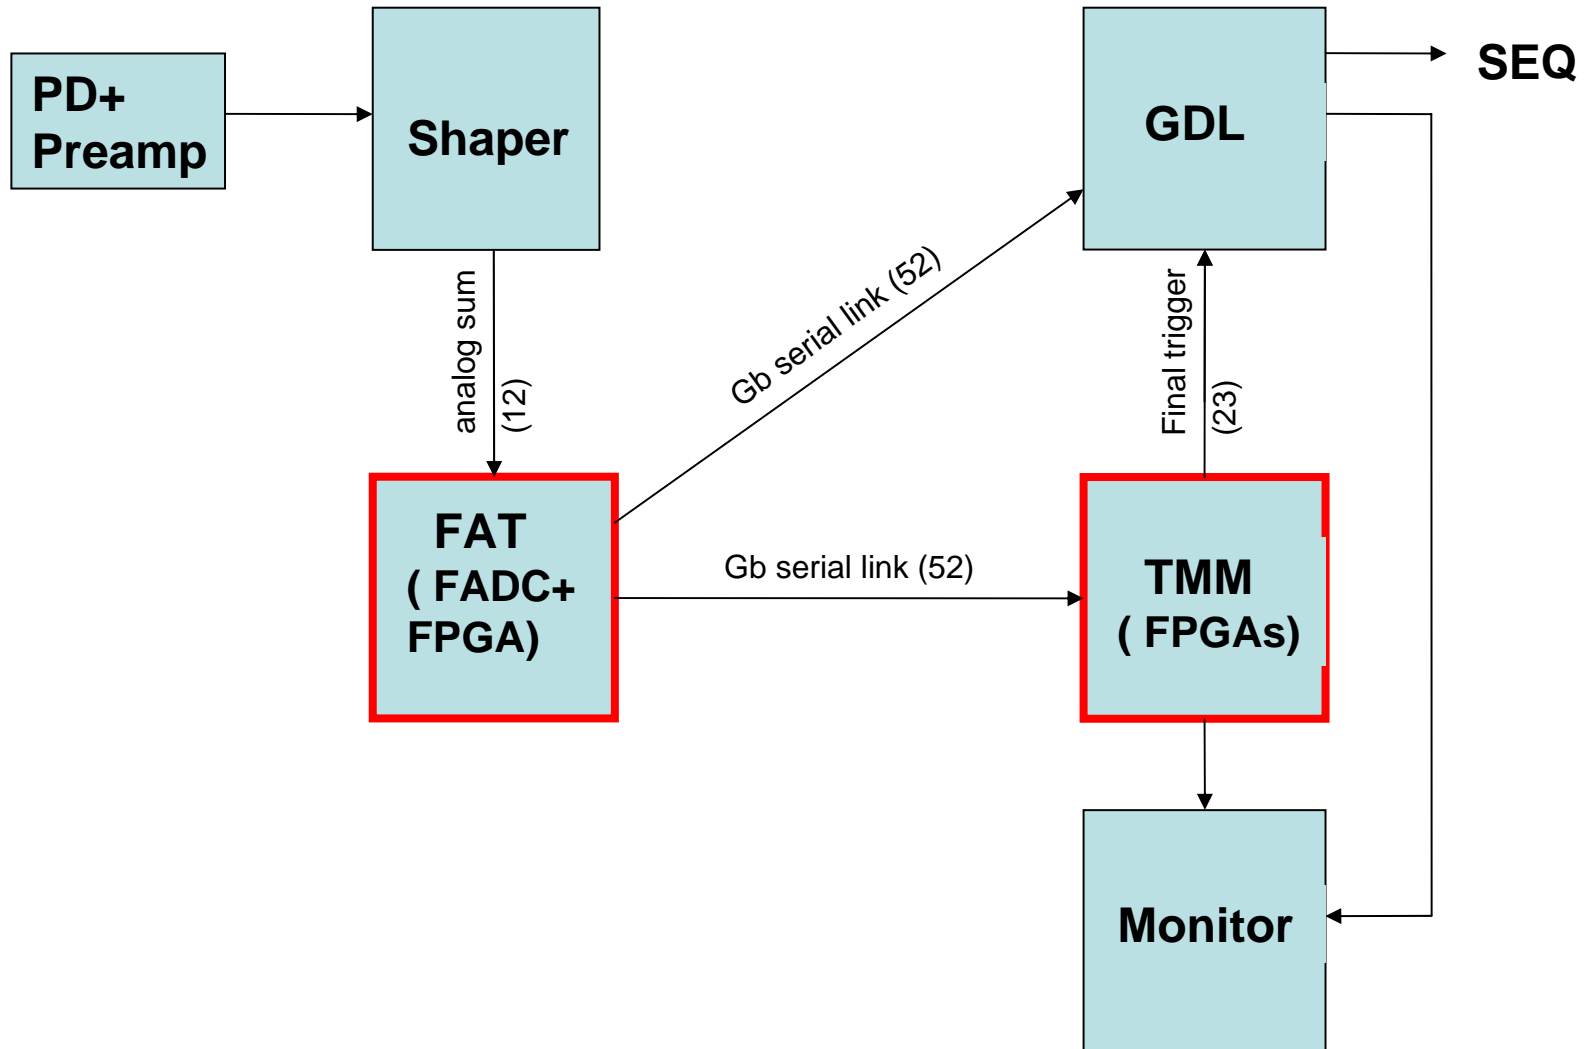 PD+
Preamp
Shaper
GDL
SEQ
analog sum
(12)
Gb serial link (52)
Final trigger
(23)
FAT
( FADC+
FPGA)
Gb serial link (52)
TMM
( FPGAs)
Monitor